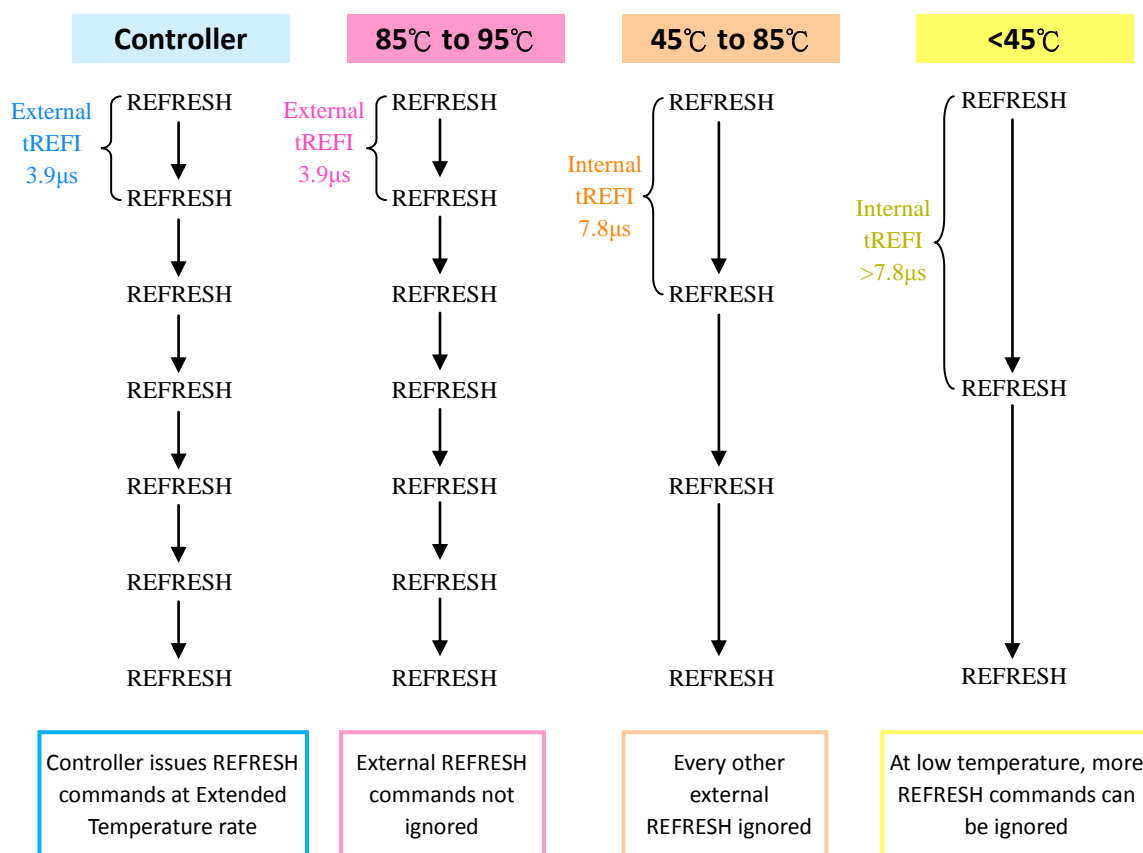 Controller
85℃ to 95℃
45℃ to 85℃
<45℃
External
tREFI
3.9μs
REFRESH
REFRESH
REFRESH
REFRESH
REFRESH
REFRESH
REFRESH
External
tREFI
3.9μs
REFRESH
REFRESH
REFRESH
REFRESH
REFRESH
REFRESH
REFRESH
Internal
tREFI
7.8μs
REFRESH
REFRESH
REFRESH
REFRESH
Internal
tREFI
>7.8μs
REFRESH
REFRESH
REFRESH
Controller issues REFRESH
commands at Extended
Temperature rate
External REFRESH
commands not
ignored
Every other
external
REFRESH ignored
At low temperature, more
REFRESH commands can
be ignored